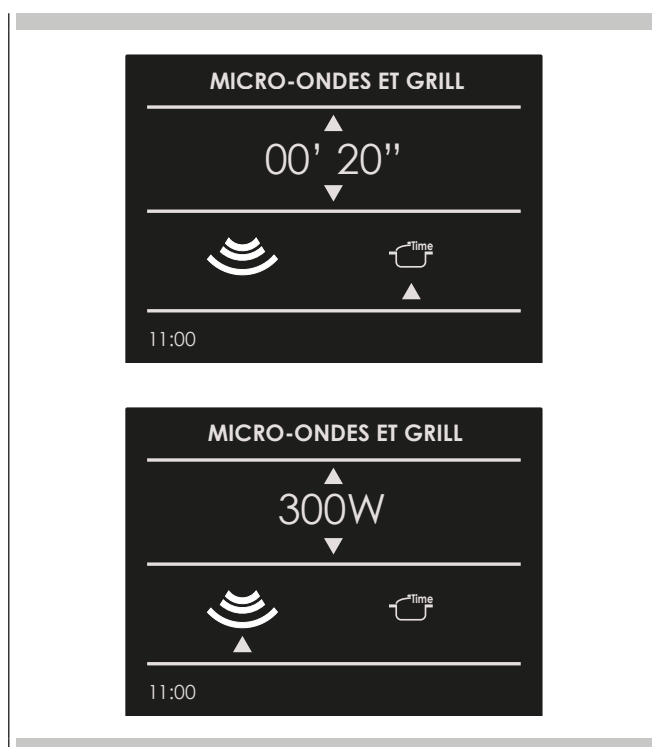 MICRO-ONDES ET GRILL
00’ 20’’
Time
11:00
MICRO-ONDES ET GRILL
300W
Time
11:00